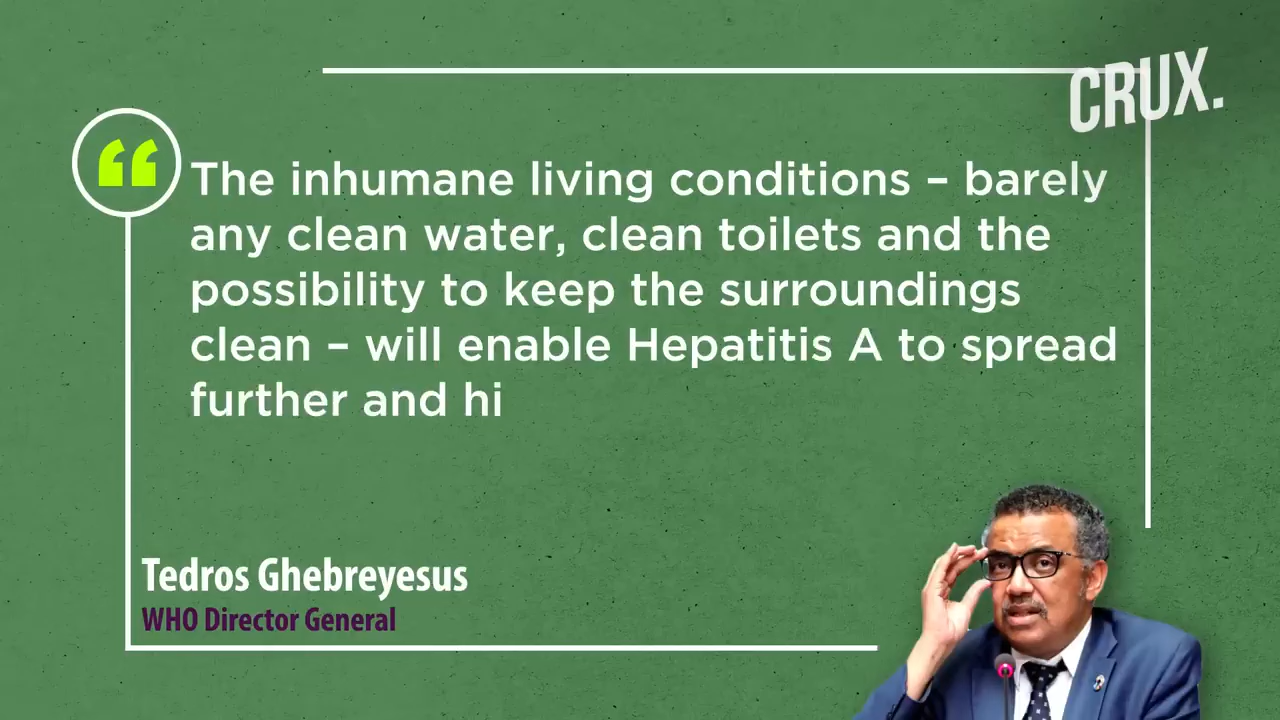 CRUX.
The inhumane living conditions – barely
any clean water, clean toilets and the
possibility to keep the surroundings
clean – will enable Hepatitis A to spread
further and hi
Tedros Ghebreyesus
WHO Director General